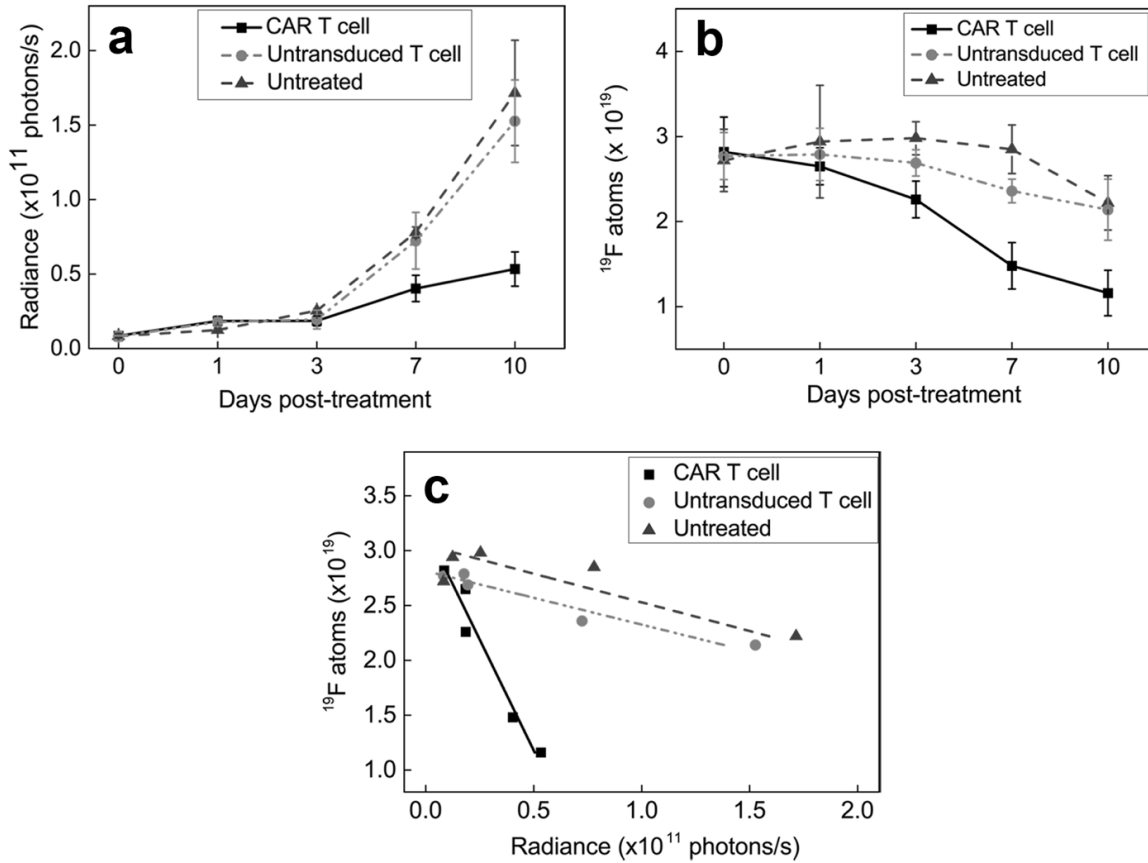 a
CAR T cell
Untransduced T cell
Untreated
Radiance (x10¹¹ photons/s)
2.0
1.5
1.0
0.5
0.0
0 1 3 7 10
Days post-treatment
b
CAR T cell
Untransduced T cell
Untreated
¹⁹F atoms (x 10¹⁹)
4
3
2
1
0 1 3 7 10
Days post-treatment
c
CAR T cell
Untransduced T cell
Untreated
¹⁹F atoms (x10¹⁹)
3.5
3.0
2.5
2.0
1.5
1.0
0.0 0.5 1.0 1.5 2.0
Radiance (x10¹¹ photons/s)